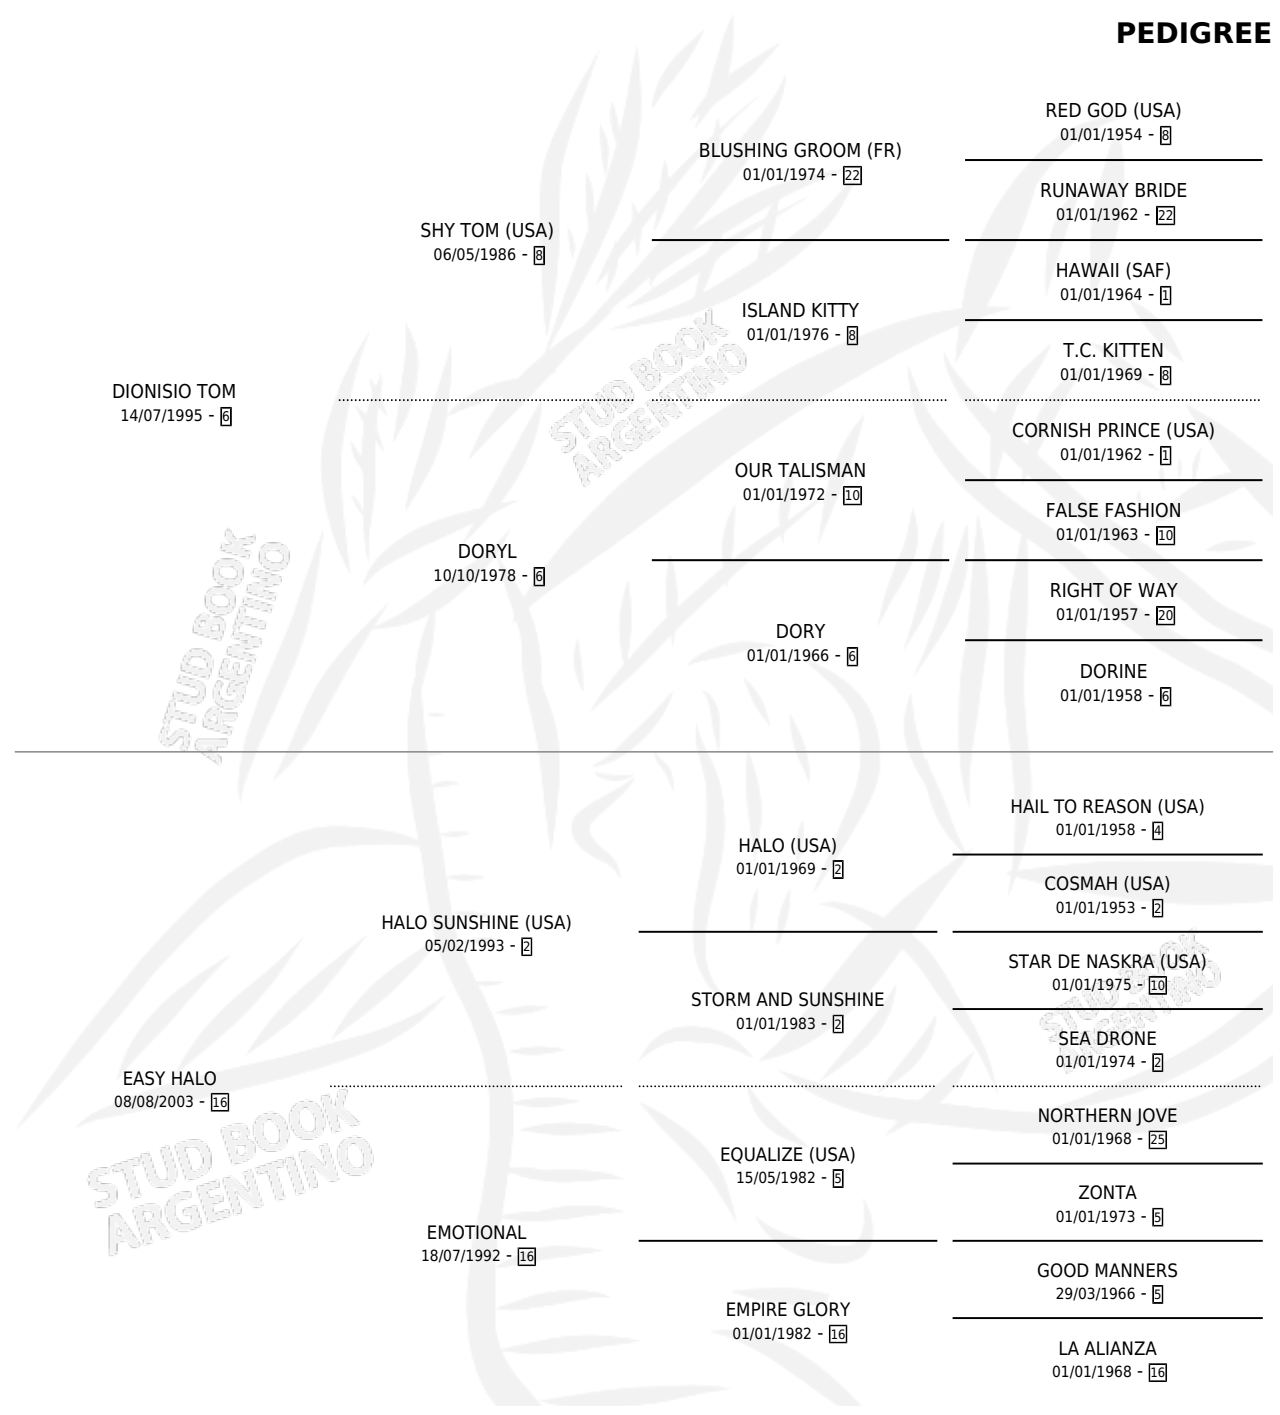 PEDIGREE
RED GOD (USA)
01/01/1954 - 8
BLUSHING GROOM (FR)
01/01/1974 - 22
RUNAWAY BRIDE
01/01/1962 - 22
SHY TOM (USA)
06/05/1986 - 8
HAWAII (SAF)
01/01/1964 - 1
ISLAND KITTY
01/01/1976 - 8
T.C. KITTEN
01/01/1969 - 8
DIONISIO TOM
14/07/1995 - 6
CORNISH PRINCE (USA)
01/01/1962 - 1
OUR TALISMAN
01/01/1972 - 10
FALSE FASHION
01/01/1963 - 10
DORYL
10/10/1978 - 6
RIGHT OF WAY
01/01/1957 - 20
DORY
01/01/1966 - 6
DORINE
01/01/1958 - 6
HAIL TO REASON (USA)
01/01/1958 - 4
HALO (USA)
01/01/1969 - 2
COSMAH (USA)
01/01/1953 - 2
HALO SUNSHINE (USA)
05/02/1993 - 2
STAR DE NASKRA (USA)
01/01/1975 - 10
STORM AND SUNSHINE
01/01/1983 - 2
SEA DRONE
01/01/1974 - 2
EASY HALO
08/08/2003 - 16
NORTHERN JOVE
01/01/1968 - 25
EQUALIZE (USA)
15/05/1982 - 5
ZONTA
01/01/1973 - 5
EMOTIONAL
18/07/1992 - 16
GOOD MANNERS
29/03/1966 - 5
EMPIRE GLORY
01/01/1982 - 16
LA ALIANZA
01/01/1968 - 16
STUD BOOK
ARGENTINO
STUD BOOK
ARGENTINO
STUD BOOK
ARGENTINO
STUD BOOK
ARGENTINO